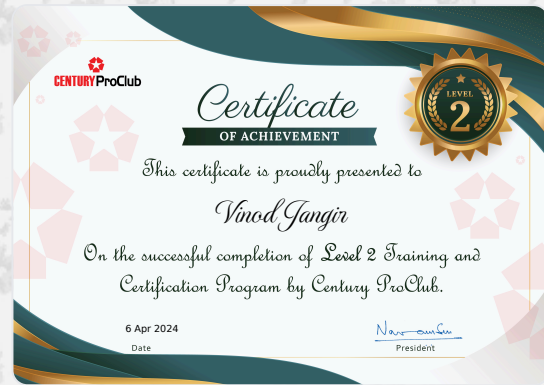 CENTURY ProClub
LEVEL
2
Certificate
OF ACHIEVEMENT
This certificate is proudly presented to
Vinod Jangir
On the successful completion of Level 2 Training and
Certification Program by Century ProClub.
6 Apr 2024
Date
President